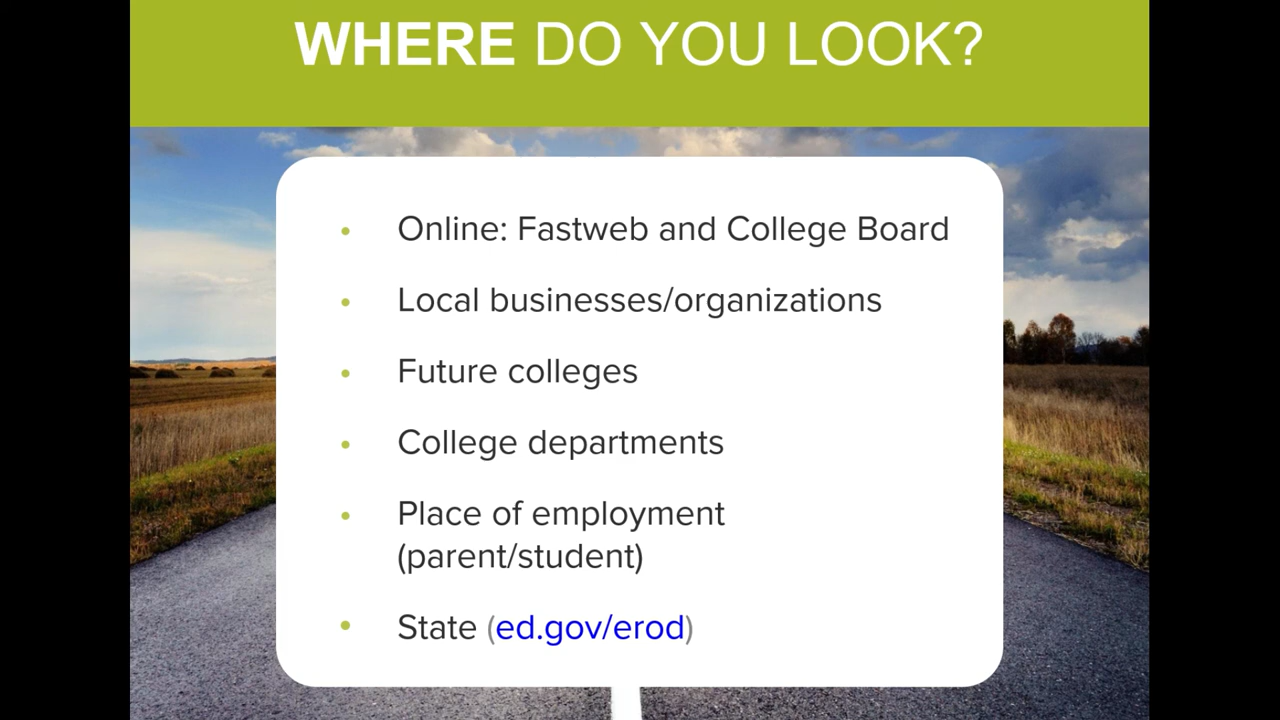 WHERE DO YOU LOOK?
• Online: Fastweb and College Board
• Local businesses/organizations
• Future colleges
• College departments
• Place of employment
(parent/student)
• State (ed.gov/erod)